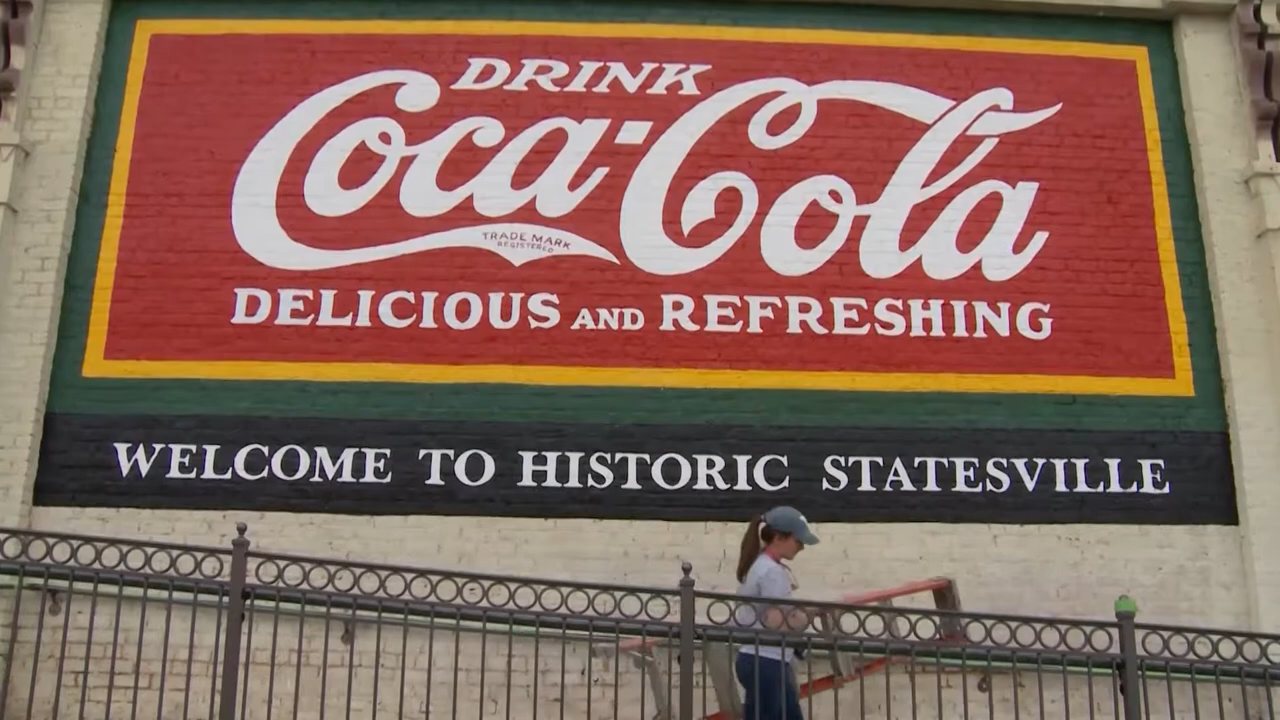 DRINK
Coca-Cola
TRADE MARK
REGISTERED
DELICIOUS AND REFRESHING
WELCOME TO HISTORIC STATESVILLE